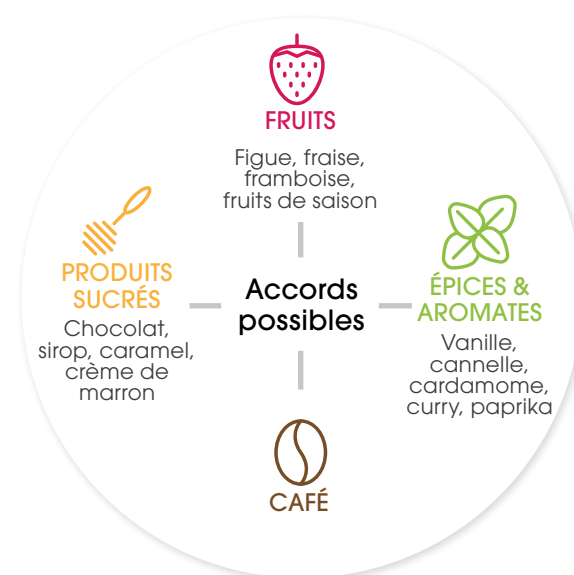 FRUITS
Figue, fraise,
framboise,
fruits de saison
PRODUITS
SUCRÉS
Chocolat,
sirop, caramel,
crème de
marron
Accords
possibles
ÉPICES &
AROMATES
Vanille,
cannelle,
cardamome,
curry, paprika
CAFÉ